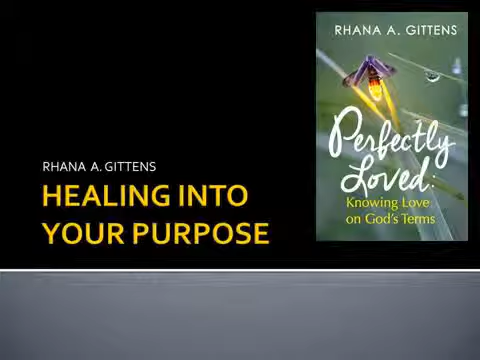 RHANA A. GITTENS
HEALING INTO
YOUR PURPOSE
RHANA A. GITTENS
Perfectly
Loved:
Knowing Love
on God's Terms